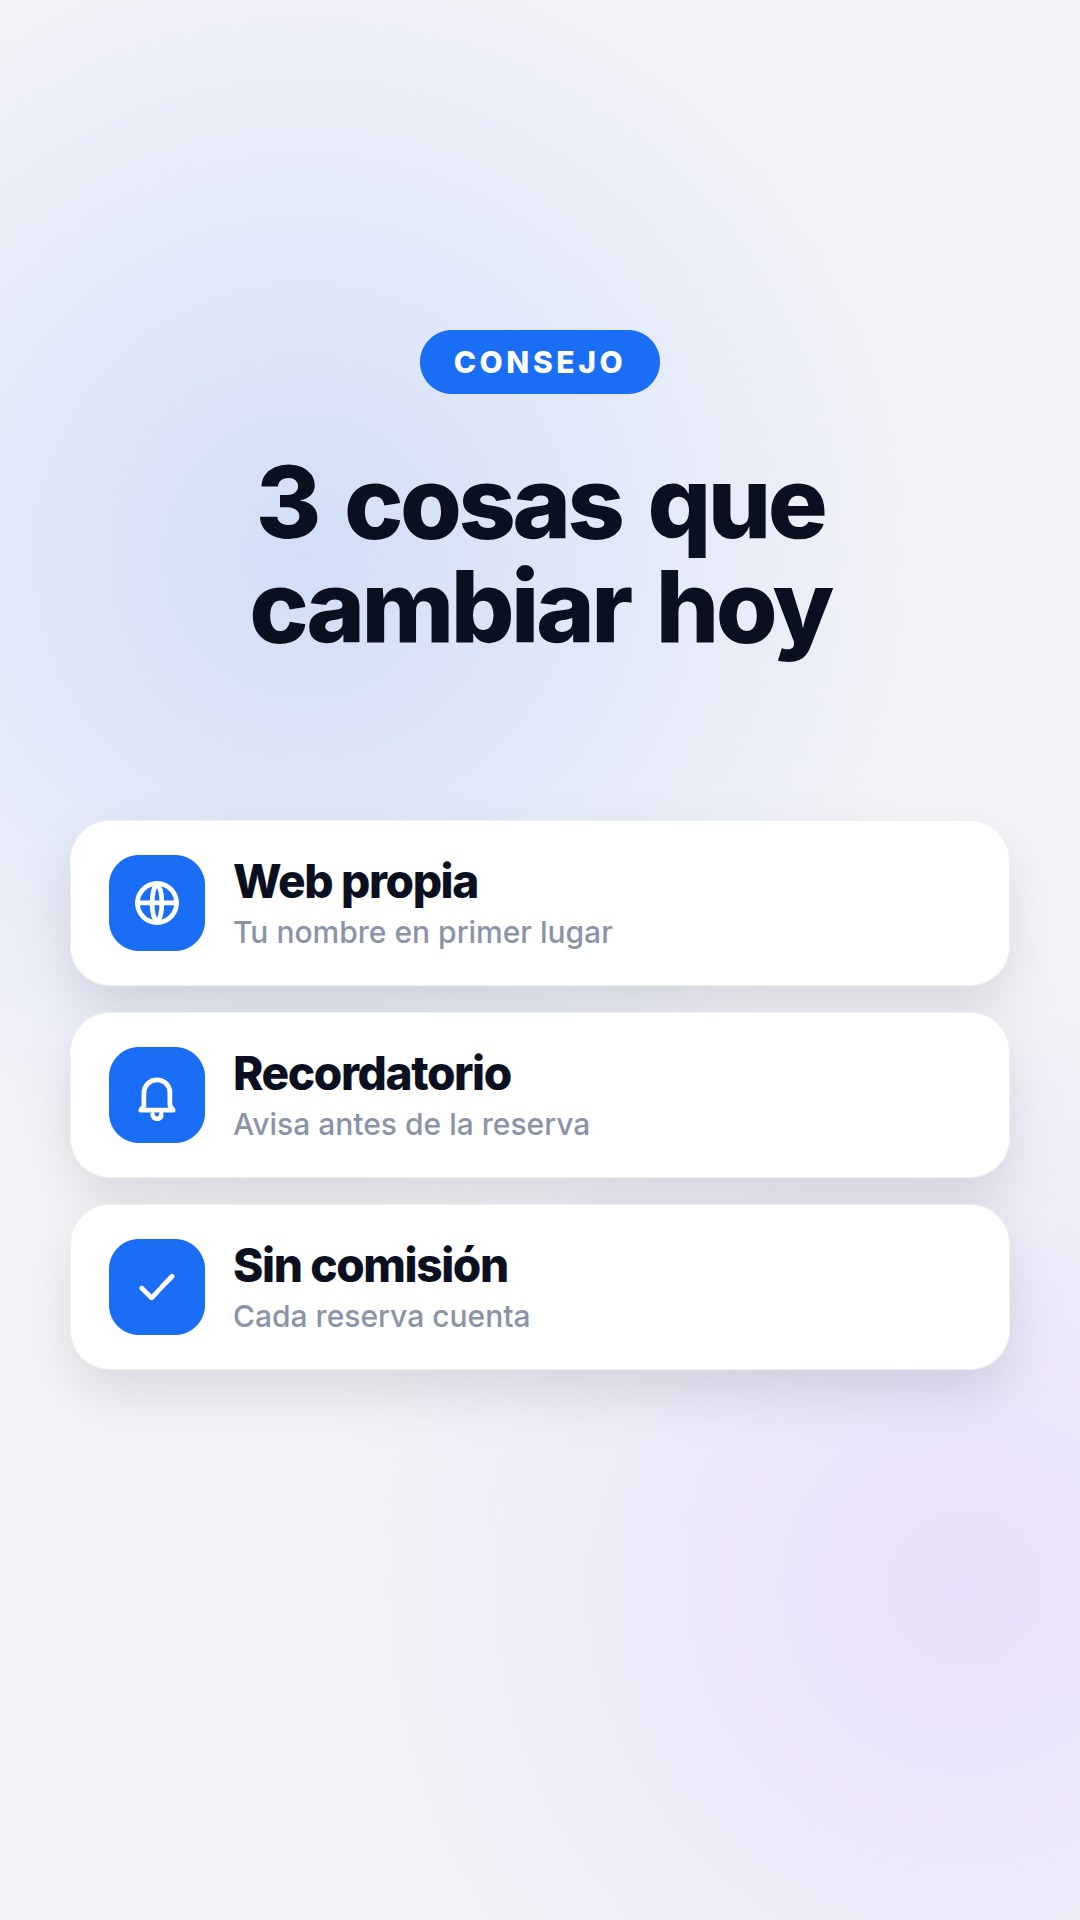 CONSEJO
3 cosas que
cambiar hoy
Web propia
Tu nombre en primer lugar
Recordatorio
Avisa antes de la reserva
Sin comisión
Cada reserva cuenta